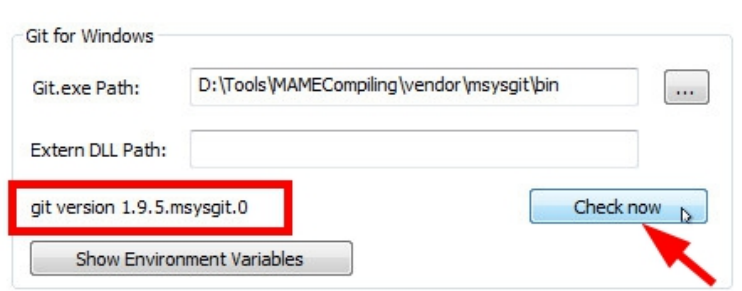 Git for Windows
Git.exe Path: D:\Tools\MAMECompiling\vendor\msysgit\bin ...
Extern DLL Path:
git version 1.9.5.msysgit.0 Check now
Show Environment Variables